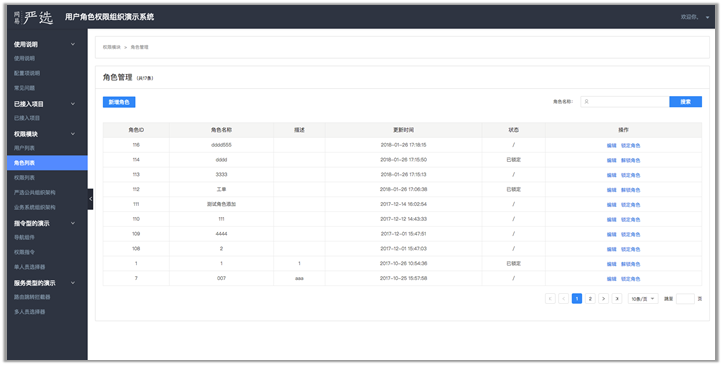 网易 严选 用户角色权限组织演示系统 欢迎你,
使用说明
使用说明
配置项说明
常见问题
已接入项目
已接入项目
权限模块
用户列表
角色列表
权限列表
严选公共组织架构
业务系统组织架构
指令型的演示
导航组件
权限指令
单人员选择器
服务类型的演示
路由跳转拦截器
多人员选择器
权限模块 > 角色管理
角色管理 (共17条)
新增角色 角色名称: 搜索
角色ID 角色名称 描述 更新时间 状态 操作
116 dddd555 2018-01-26 17:18:15 / 编辑 锁定角色
114 dddd 2018-01-26 17:15:50 已锁定 编辑 解锁角色
113 3333 2018-01-26 17:15:13 / 编辑 锁定角色
112 工单 2018-01-26 17:06:38 已锁定 编辑 解锁角色
111 测试角色添加 2017-12-14 16:02:54 / 编辑 锁定角色
110 111 2017-12-12 14:43:33 / 编辑 锁定角色
109 4444 2017-12-01 15:47:51 / 编辑 锁定角色
108 2 2017-12-01 15:47:03 / 编辑 锁定角色
1 1 1 2017-10-26 10:54:36 已锁定 编辑 解锁角色
7 007 aaa 2017-10-25 15:57:58 / 编辑 锁定角色
1 2 10条/页 跳至 页